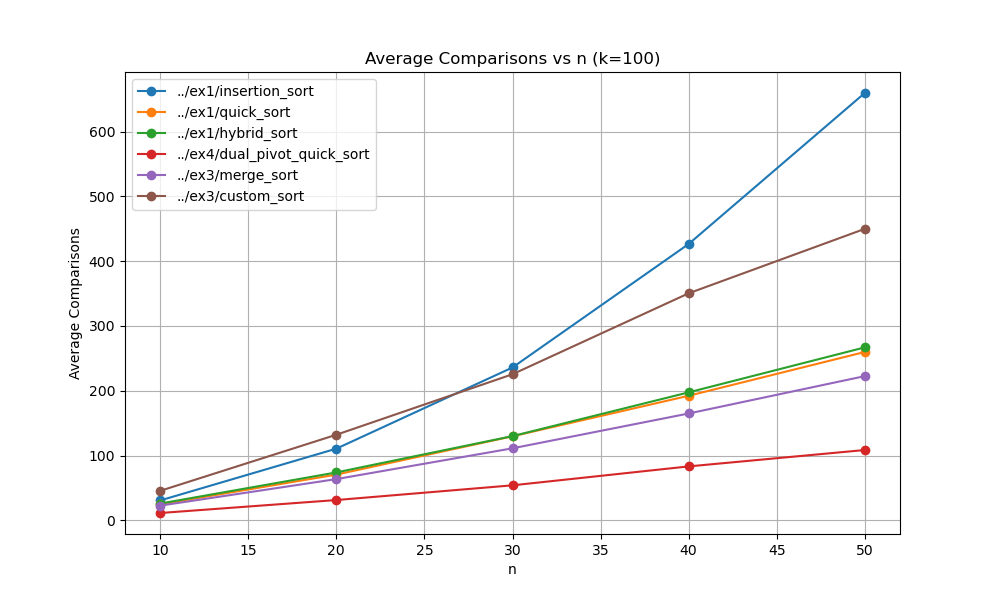 Average Comparisons vs n (k=100)
../ex1/insertion_sort
../ex1/quick_sort
../ex1/hybrid_sort
../ex4/dual_pivot_quick_sort
../ex3/merge_sort
../ex3/custom_sort
Average Comparisons
600
500
400
300
200
100
0
10 15 20 25 30 35 40 45 50
n